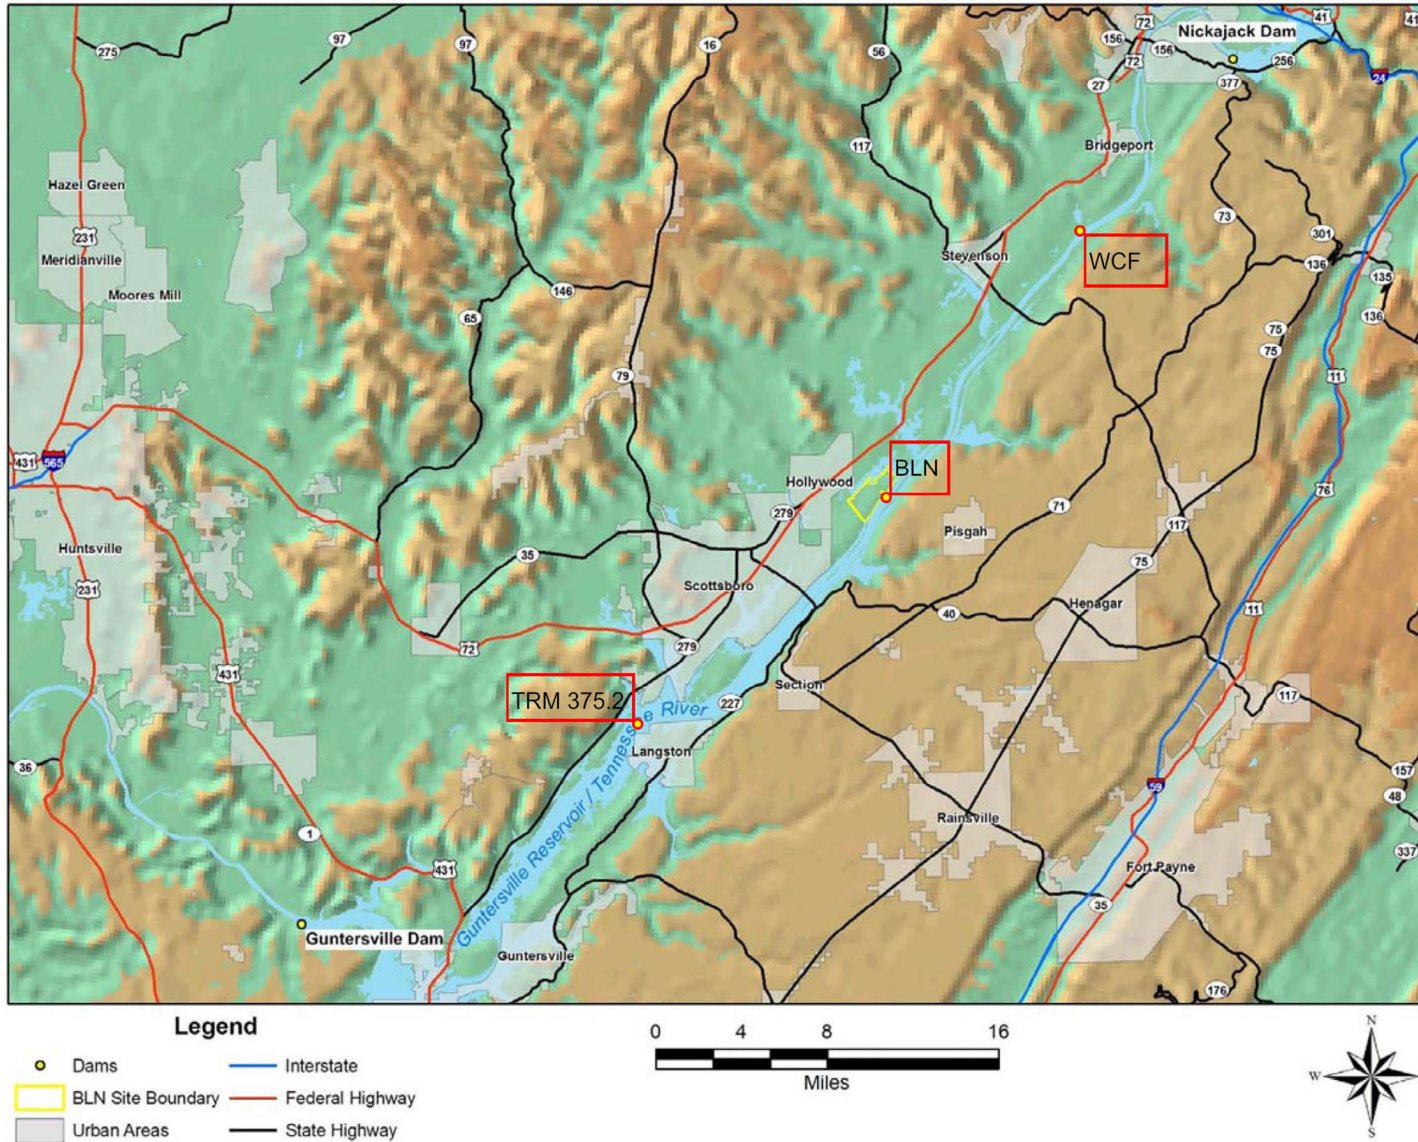 72
41
41
Nickajack Dam
97
97
16
56
156
156
275
72
256
24
27
377
117
Bridgeport
Hazel Green
73
231
301
Stevenson
WCF
136
Meridianville
135
Moores Mill
146
136
65
75
75
79
11
431
565
BLN
Hollywood
76
71
279
Pisgah
117
Huntsville
35
75
231
Scottsboro
Henagar
40
11
72
279
431
Section
117
TRM 375.2
227
Guntersville Reservoir / Tennesse e River
Langston
36
157
59
48
Rainsville
1
337
431
Fort Payne
35
Guntersville Dam
Guntersville
176
Legend
0 4 8 16
Miles
Dams
Interstate
BLN Site Boundary
Federal Highway
Urban Areas
State Highway
N
W E
S